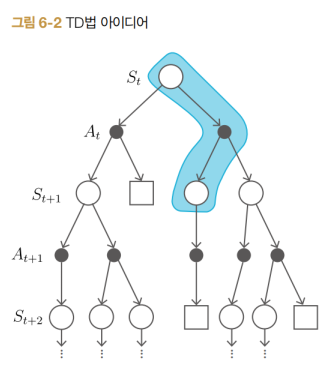 그림 6-2 TD법 아이디어
S_t
A_t
S_{t+1}
A_{t+1}
S_{t+2}